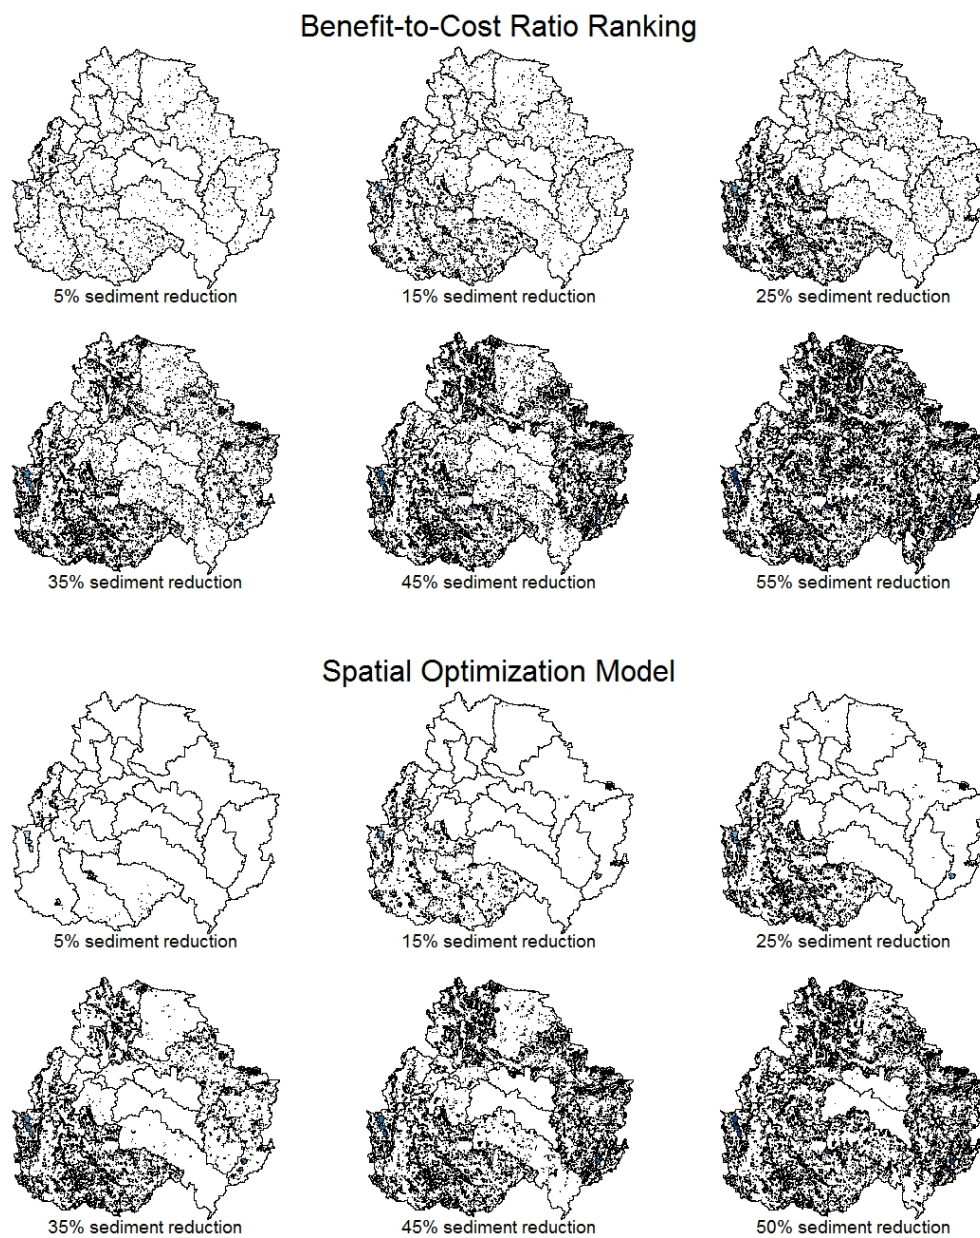 Benefit-to-Cost Ratio Ranking
5% sediment reduction
15% sediment reduction
25% sediment reduction
35% sediment reduction
45% sediment reduction
55% sediment reduction
Spatial Optimization Model
5% sediment reduction
15% sediment reduction
25% sediment reduction
35% sediment reduction
45% sediment reduction
50% sediment reduction